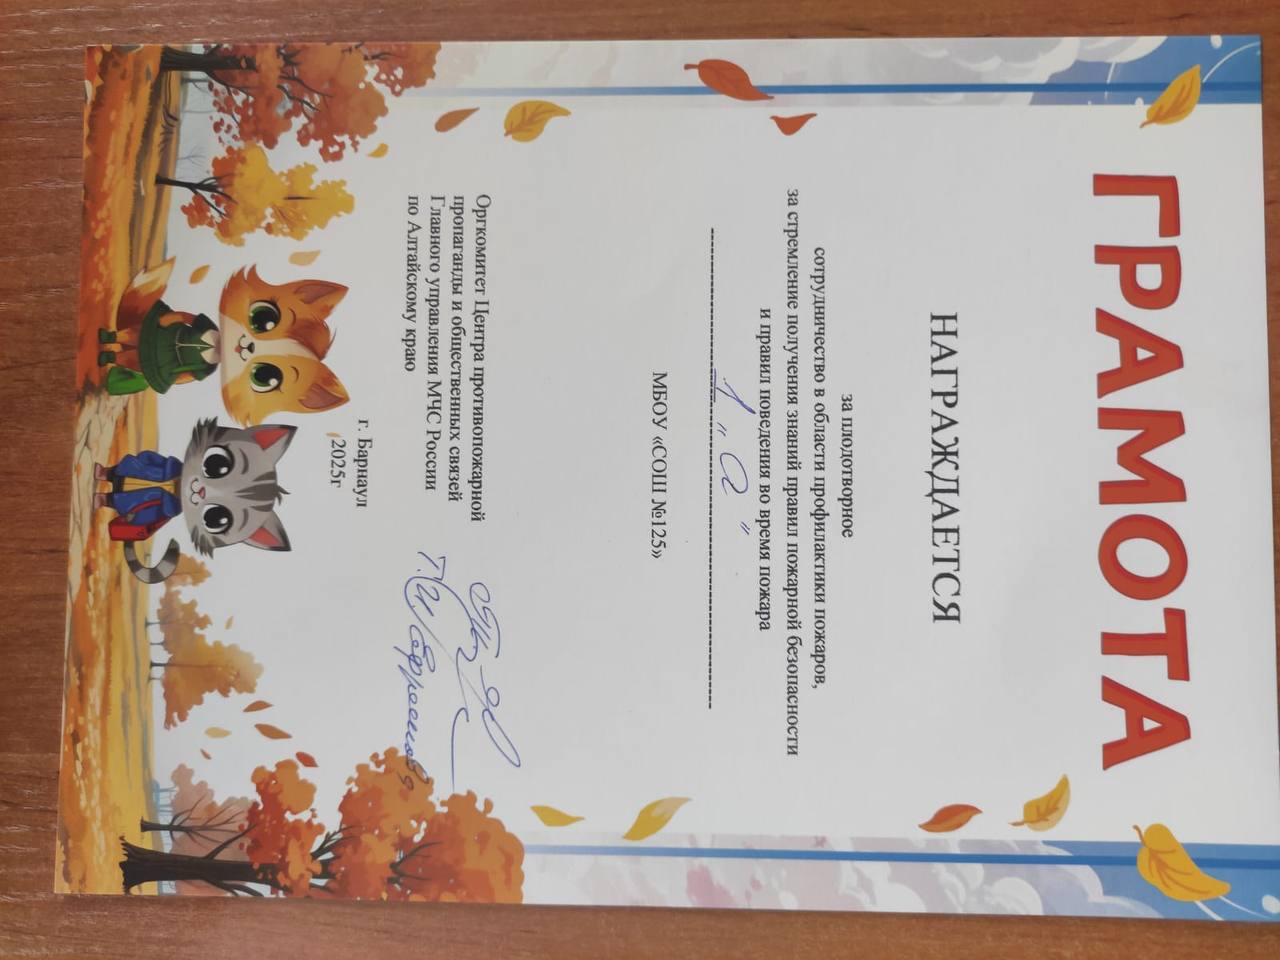 ГРАМОТА
НАГРАЖДАЕТСЯ
за плодотворное
сотрудничество в области профилактики пожаров,
за стремление получения знаний правил пожарной безопасности
и правил поведения во время пожара
1 „а"
МБОУ «СОШ №125»
Оргкомитет Центра противопожарной
пропаганды и общественных связей
Главного управления МЧС России
по Алтайскому краю
г. Барнаул
2025г